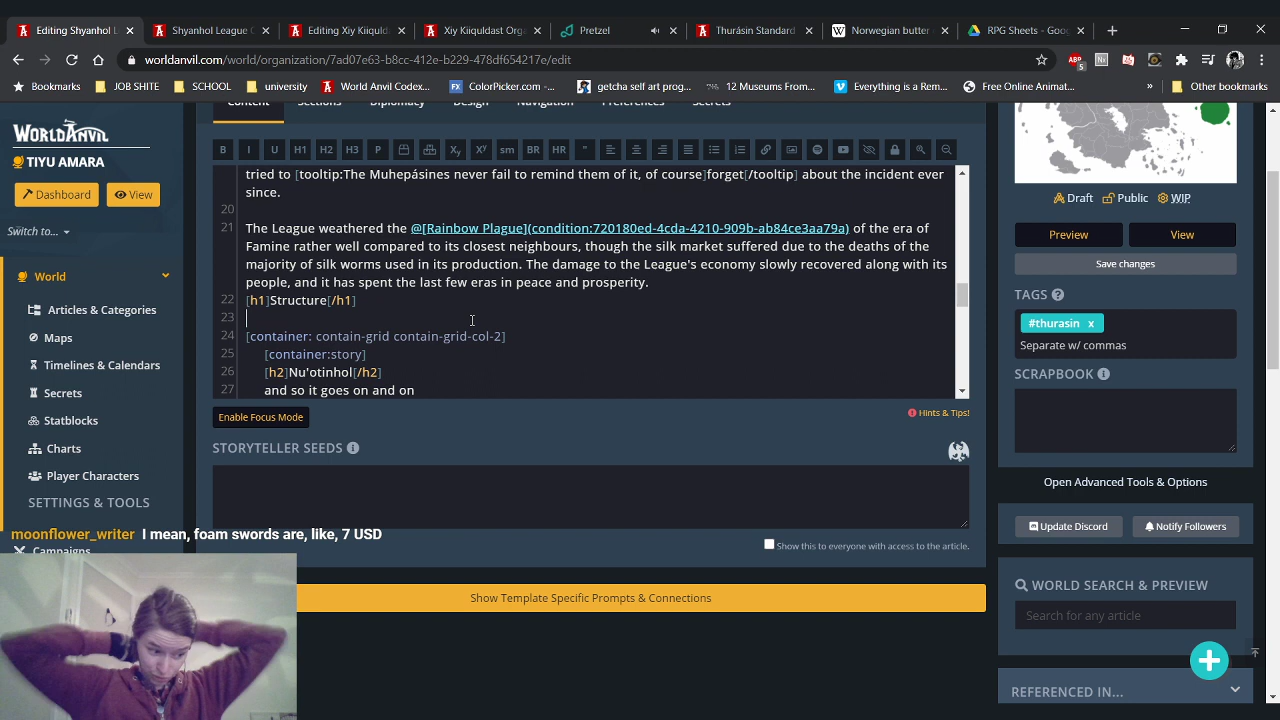 Editing Shyanhol L
Shyanhol League C
Editing Xiy Kiiquld
Xiy Kiiquldast Orga
Pretzel
Thurásin Standard
Norwegian butter
RPG Sheets - Goog
worldanvil.com/world/organization/7ad07e63-b8cc-412e-b229-478df654217e/edit
Bookmarks
JOB SHITE
SCHOOL
university
World Anvil Codex...
ColorPicker.com -
getcha self art prog...
12 Museums From...
Everything is a Rem...
Free Online Animat...
Other bookmarks
WORLDANVIL
TIYU AMARA
Dashboard
View
Switch to...
World
Articles & Categories
Maps
Timelines & Calendars
Secrets
Statblocks
Charts
Player Characters
SETTINGS & TOOLS
Campaigns
Content
Sections
Diplomacy
Design
Navigation
Preferences
Secrets
B I U H1 H2 H3 P Xy X^y sm BR HR "
tried to [tooltip:The Muhepásines never fail to remind them of it, of course]forget[/tooltip] about the incident ever
since.
20
21 The League weathered the @[Rainbow Plague](condition:720180ed-4cda-4210-909b-ab84ce3aa79a) of the era of
Famine rather well compared to its closest neighbours, though the silk market suffered due to the deaths of the
majority of silk worms used in its production. The damage to the League's economy slowly recovered along with its
people, and it has spent the last few eras in peace and prosperity.
22 [h1]Structure[/h1]
23
24 [container: contain-grid contain-grid-col-2]
25 [container:story]
26 [h2]Nu'otinhol[/h2]
27 and so it goes on and on
Enable Focus Mode
Hints & Tips!
STORYTELLER SEEDS
Show this to everyone with access to the article.
Show Template Specific Prompts & Connections
Draft
Public
WIP
Preview
View
Save changes
TAGS
#thurasin x
Separate w/ commas
SCRAPBOOK
Open Advanced Tools & Options
Update Discord
Notify Followers
WORLD SEARCH & PREVIEW
Search for any article
REFERENCED IN...
moonflower_writer I mean, foam swords are, like, 7 USD